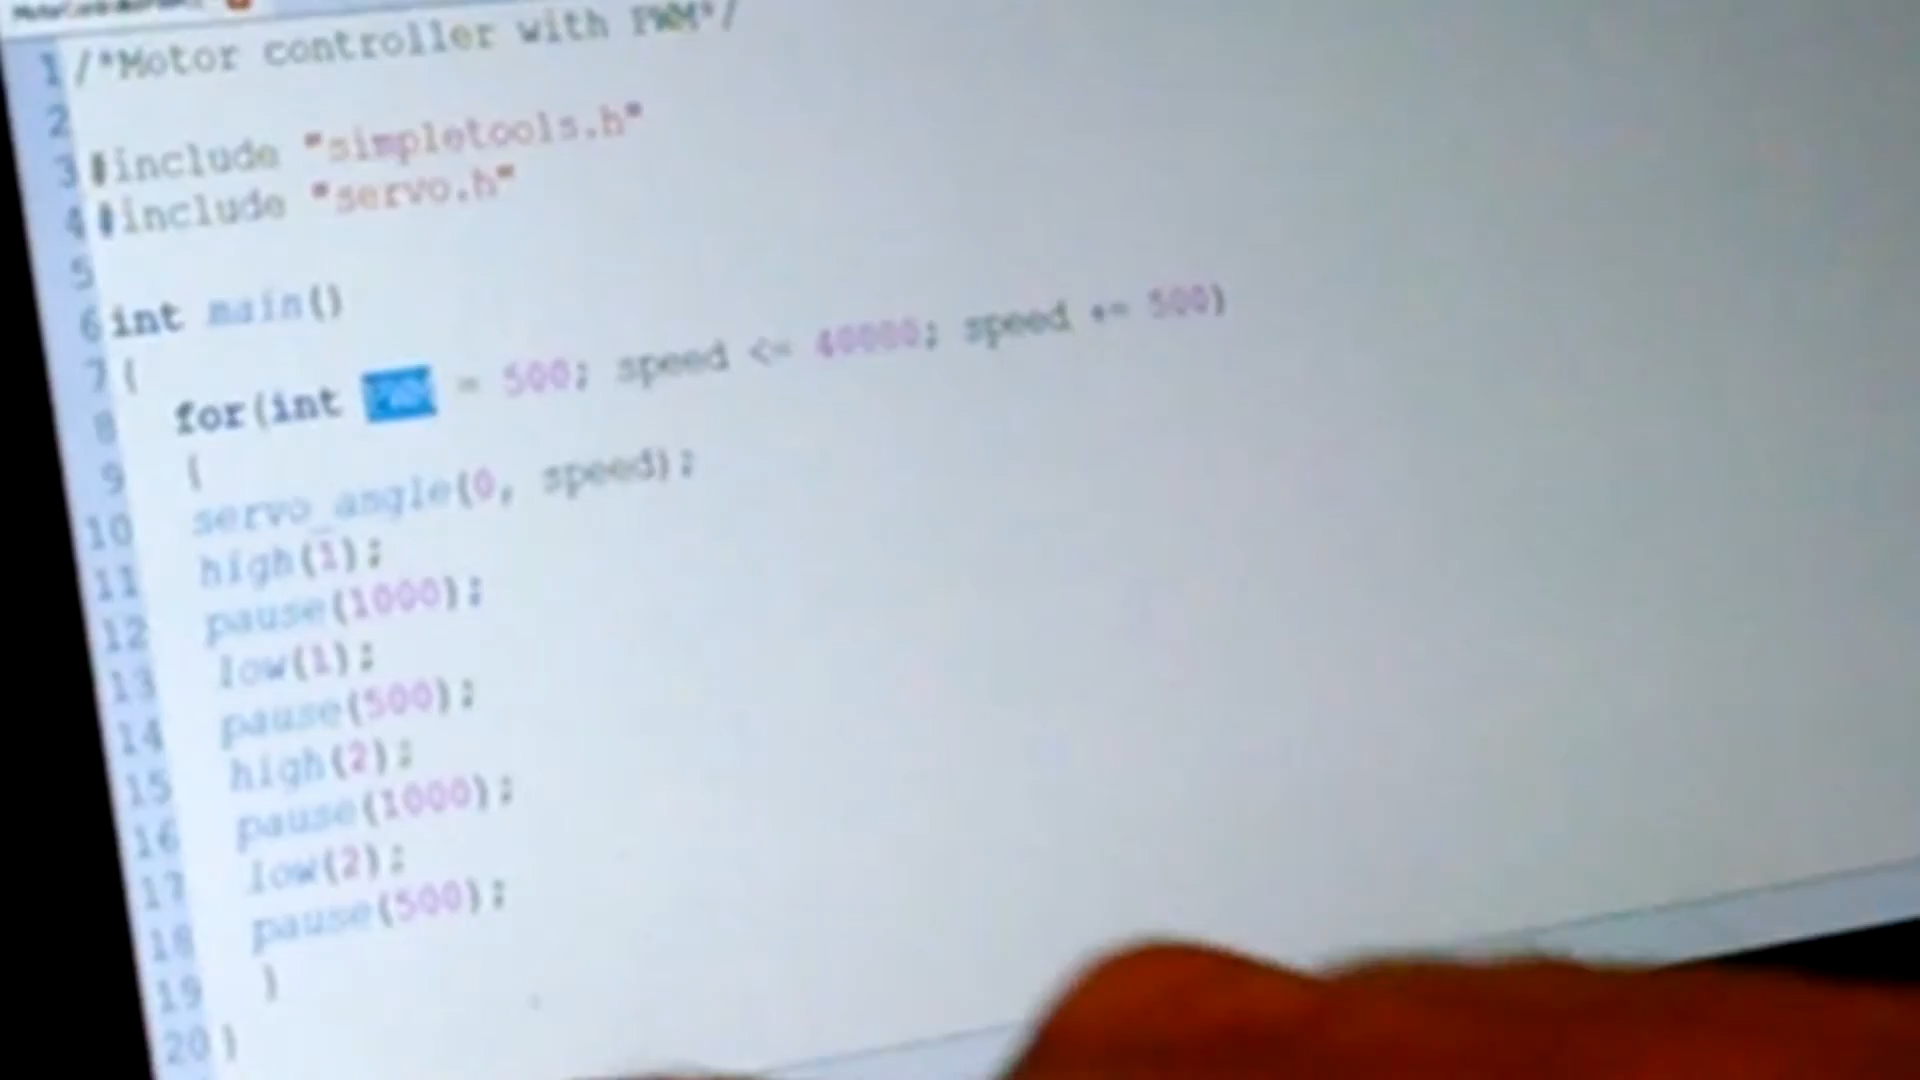 1 /*Motor controller with PWM*/
2
3 #include "simpletools.h"
4 #include "servo.h"
5
6 int main()
7 {
8 for(int PWM = 500; speed <= 40000; speed += 500)
9 {
10 servo_angle(0, speed);
11 high(1);
12 pause(1000);
13 low(1);
14 pause(500);
15 high(2);
16 pause(1000);
17 low(2);
18 pause(500);
19 }
20 }